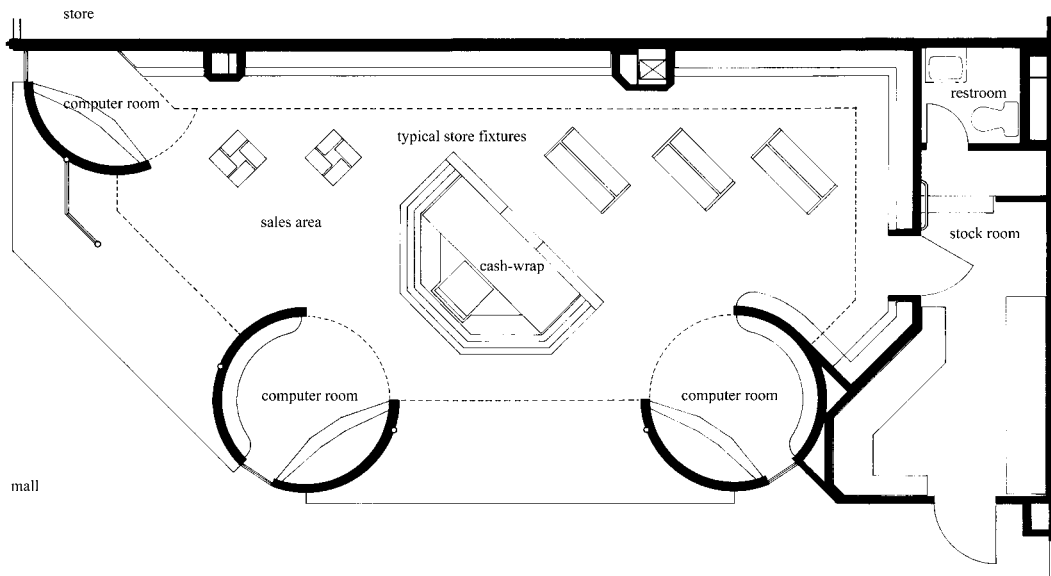 store
computer room
restroom
typical store fixtures
sales area
stock room
cash-wrap
computer room
computer room
mall